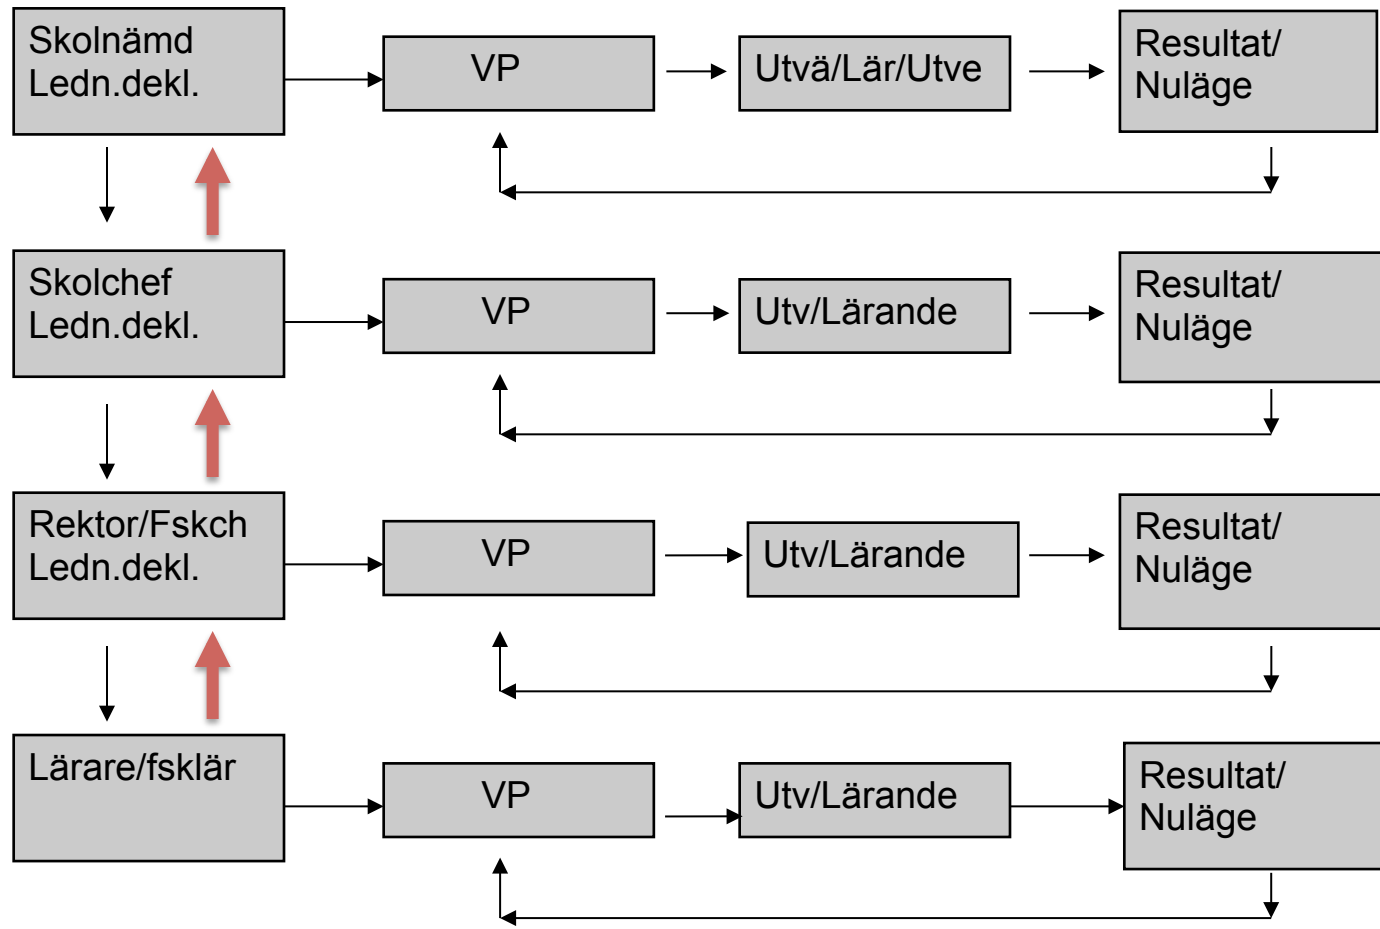 Skolnämd
Ledn.dekl.
VP
Utvä/Lär/Utve
Resultat/
Nuläge
Skolchef
Ledn.dekl.
VP
Utv/Lärande
Resultat/
Nuläge
Rektor/Fskch
Ledn.dekl.
VP
Utv/Lärande
Resultat/
Nuläge
Lärare/fsklär
VP
Utv/Lärande
Resultat/
Nuläge